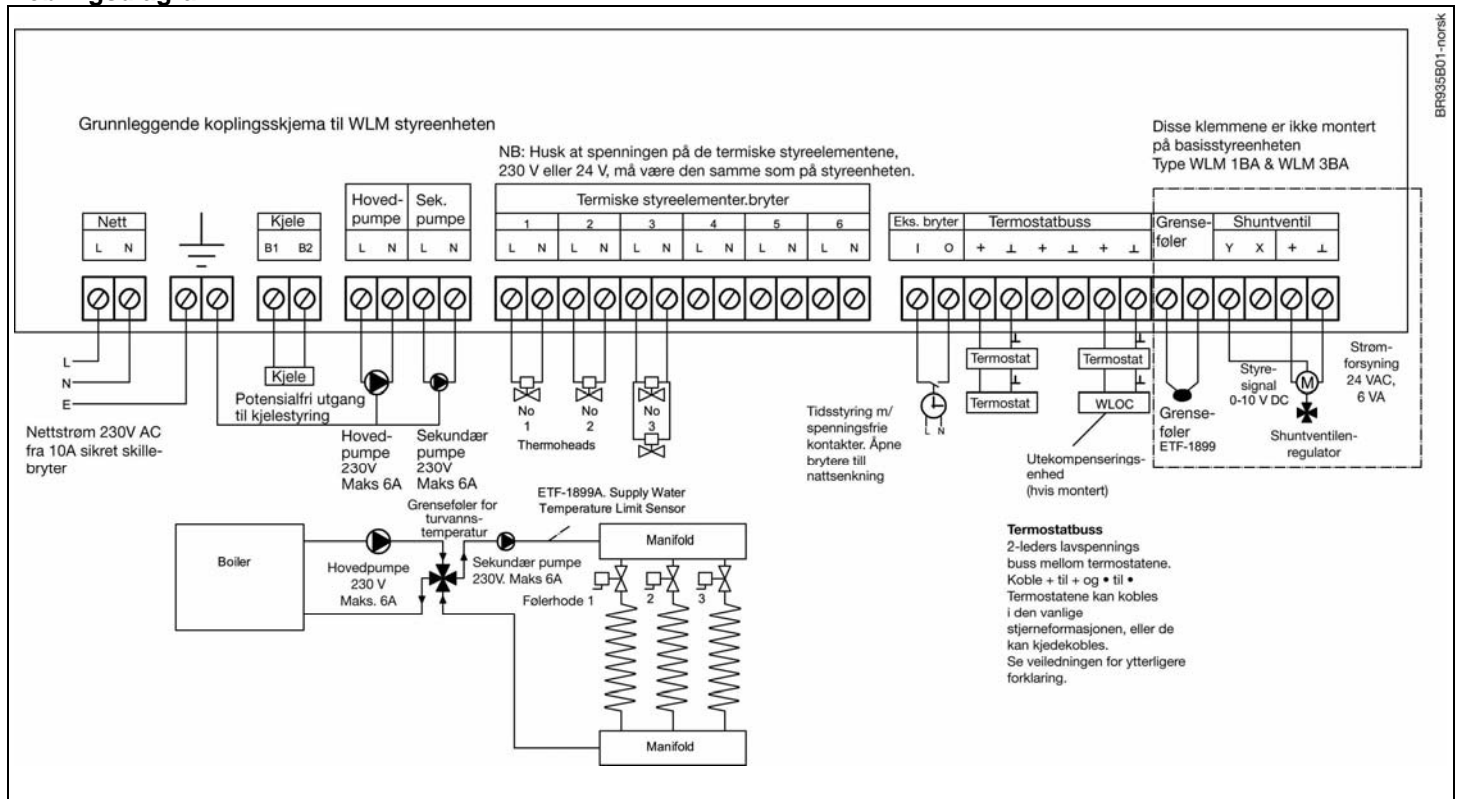 BR935B01-norsk
Grunnleggende koplingsskjema til WLM styreenheten
NB: Husk at spenningen på de termiske styreelementene,
230 V eller 24 V, må være den samme som på styreenheten.
Disse klemmene er ikke montert
på basisstyreenheten
Type WLM 1BA & WLM 3BA
Nett
L N
Kjele
B1 B2
Hoved-
pumpe
L N
Sek.
pumpe
L N
Termiske styreelementer.bryter
1 2 3 4 5 6
L N L N L N L N L N L N
Eks. bryter
I O
Termostatbuss
+ ⊥ + ⊥ + ⊥
Grense-
føler
Shuntventil
Y X + ⊥
L
N
E
Nettstrøm 230V AC
fra 10A sikret skille-
bryter
Kjele
Potensialfri utgang
til kjelestyring
Hoved-
pumpe
230V
Maks 6A
Sekundær
pumpe
230V
Maks 6A
No
1
No
2
No
3
Thermoheads
L N
Tidsstyring m/
spenningsfrie
kontakter. Åpne
brytere till
nattsenkning
⊥
Termostat
⊥
Termostat
⊥
Termostat
⊥
WLOC
Utekompenserings-
enhed
(hvis montert)
Grense-
føler
ETF-1899
Styre-
signal
0-10 V DC
M
Strøm-
forsyning
24 VAC,
6 VA
Shuntventilen-
regulator
Boiler
Hovedpumpe
230 V
Maks. 6A
Grenseføler for
turvanns-
temperatur
ETF-1899A. Supply Water
Temperature Limit Sensor
Sekundær pumpe
230V. Maks 6A
Manifold
Følerhode 1
2
3
Manifold
Termostatbuss
2-leders lavspennings
buss mellom termostatene.
Koble + til + og • til •
Termostatene kan kobles
i den vanlige
stjerneformasjonen, eller de
kan kjedekobles.
Se veiledningen for ytterligere
forklaring.